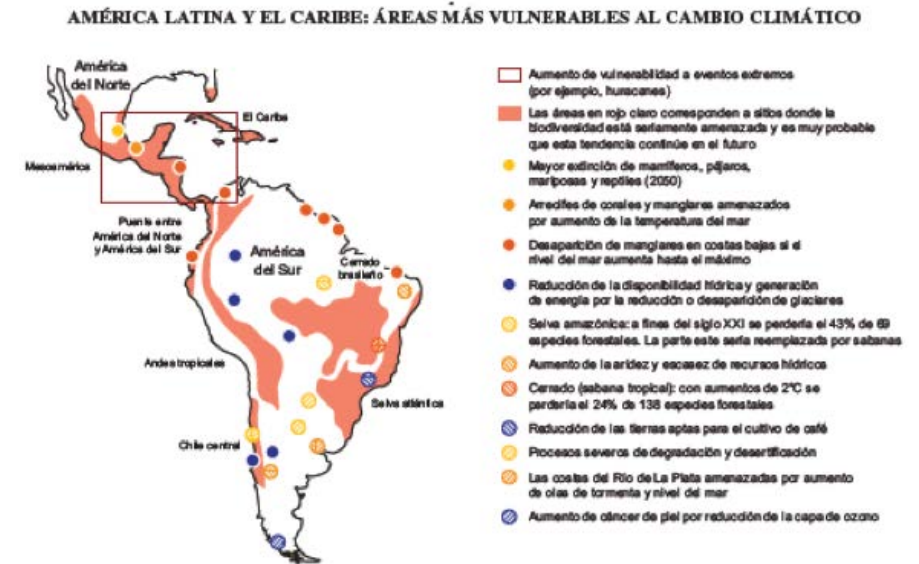 AMÉRICA LATINA Y EL CARIBE: ÁREAS MÁS VULNERABLES AL CAMBIO CLIMÁTICO
América
del Norte
El Caribe
Mesoamérica
Puente entre
América del Norte
y América del Sur
América
del Sur
Cerrado
brasileño
Andes tropicales
Selva atlántica
Chile central
Aumento de vulnerabilidad a eventos extremos
(por ejemplo, huracanes)
Las áreas en rojo claro corresponden a sitios donde la
biodiversidad está seriamente amenazada y es muy probable
que esta tendencia continúe en el futuro
Mayor extinción de mamíferos, pájaros,
mariposas y reptiles (2050)
Arrecifes de corales y manglares amenazados
por aumento de la temperatura del mar
Desaparición de manglares en costas bajas si el
nivel del mar aumenta hasta el máximo
Reducción de la disponibilidad hídrica y generación
de energía por la reducción o desaparición de glaciares
Selva amazónica: a fines del siglo XXI se perdería el 43% de 69
especies forestales. La parte este sería reemplazada por sabanas
Aumento de la aridez y escasez de recursos hídricos
Cerrado (sabana tropical): con aumentos de 2°C se
perdería el 24% de 138 especies forestales
Reducción de las tierras aptas para el cultivo de café
Procesos severos de degradación y desertificación
Las costas del Río de La Plata amenazadas por aumento
de olas de tormenta y nivel del mar
Aumento de cáncer de piel por reducción de la capa de ozono